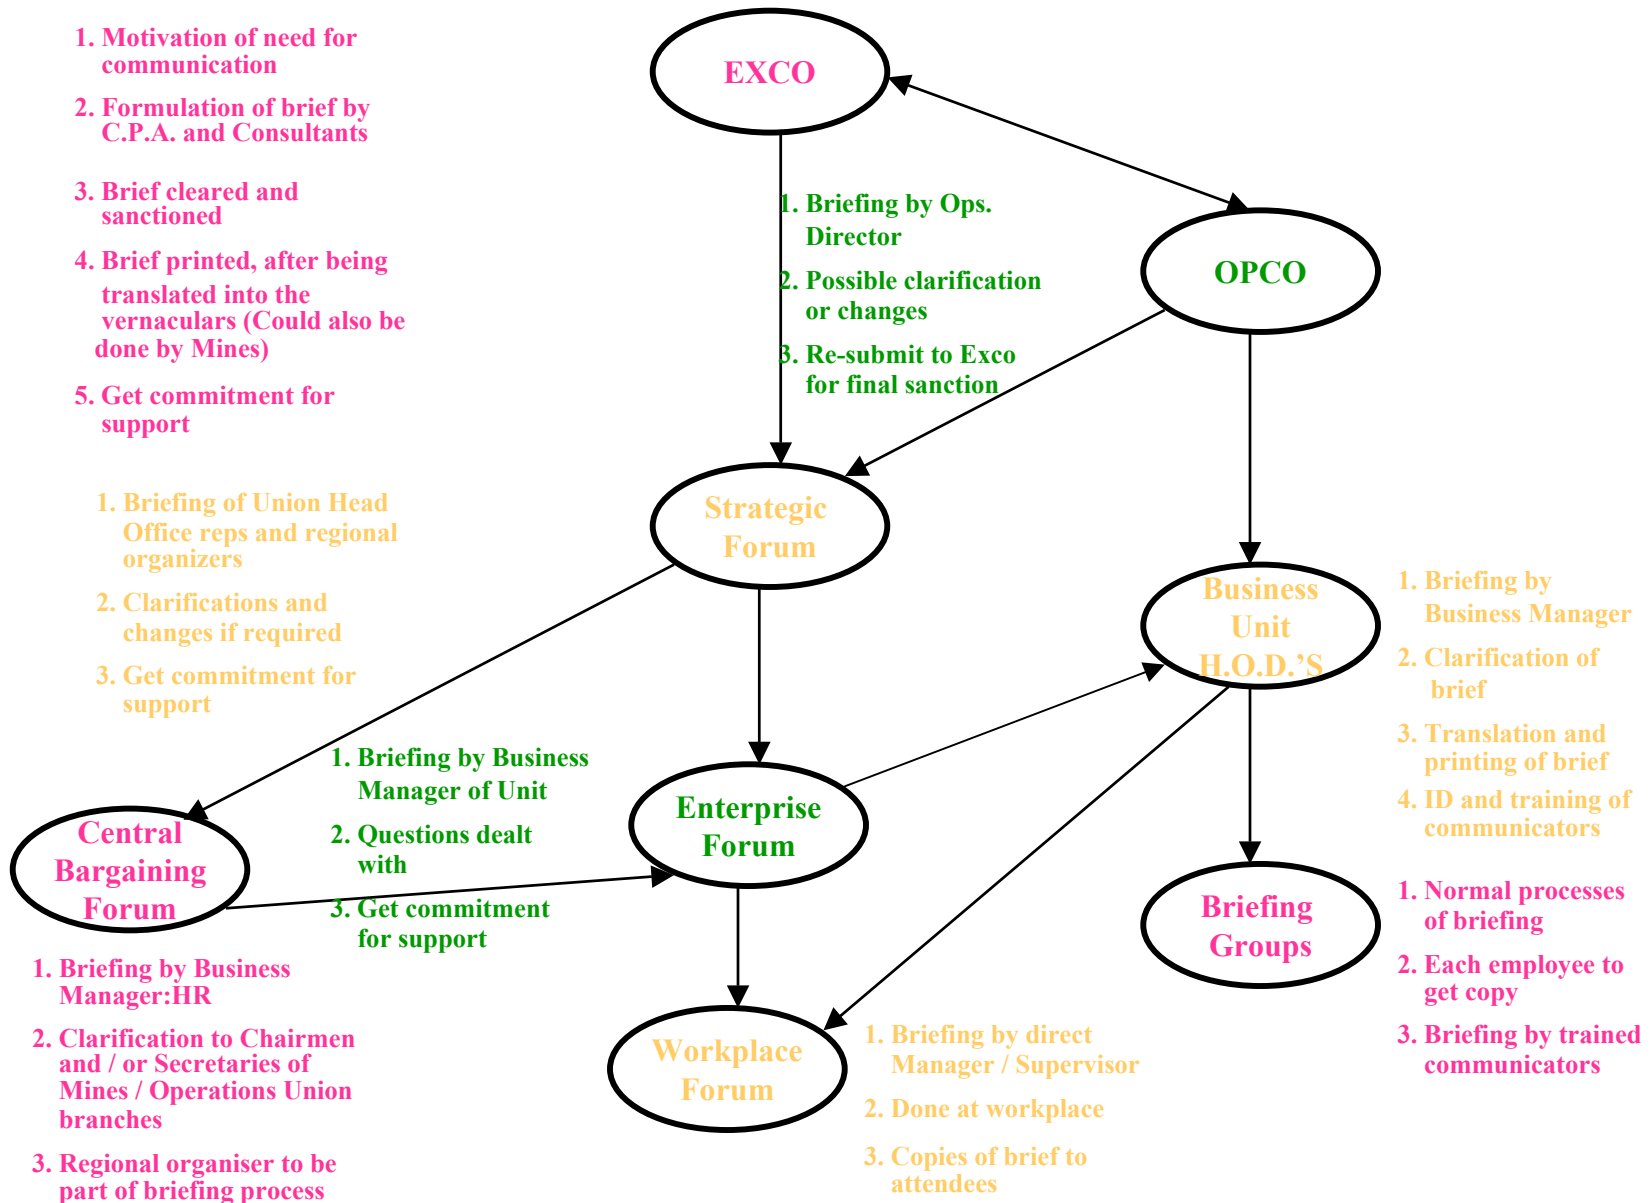 1. Motivation of need for
communication
2. Formulation of brief by
C.P.A. and Consultants
3. Brief cleared and
sanctioned
4. Brief printed, after being
translated into the
vernaculars (Could also be
done by Mines)
5. Get commitment for
support
EXCO
1. Briefing by Ops.
Director
2. Possible clarification
or changes
3. Re-submit to Exco
for final sanction
OPCO
1. Briefing of Union Head
Office reps and regional
organizers
2. Clarifications and
changes if required
3. Get commitment for
support
Strategic
Forum
Business
Unit
H.O.D.’S
1. Briefing by
Business Manager
2. Clarification of
brief
3. Translation and
printing of brief
4. ID and training of
communicators
1. Briefing by Business
Manager of Unit
2. Questions dealt
with
3. Get commitment
for support
Enterprise
Forum
Central
Bargaining
Forum
1. Briefing by Business
Manager:HR
2. Clarification to Chairmen
and / or Secretaries of
Mines / Operations Union
branches
3. Regional organiser to be
part of briefing process
Briefing
Groups
1. Normal processes
of briefing
2. Each employee to
get copy
3. Briefing by trained
communicators
Workplace
Forum
1. Briefing by direct
Manager / Supervisor
2. Done at workplace
3. Copies of brief to
attendees